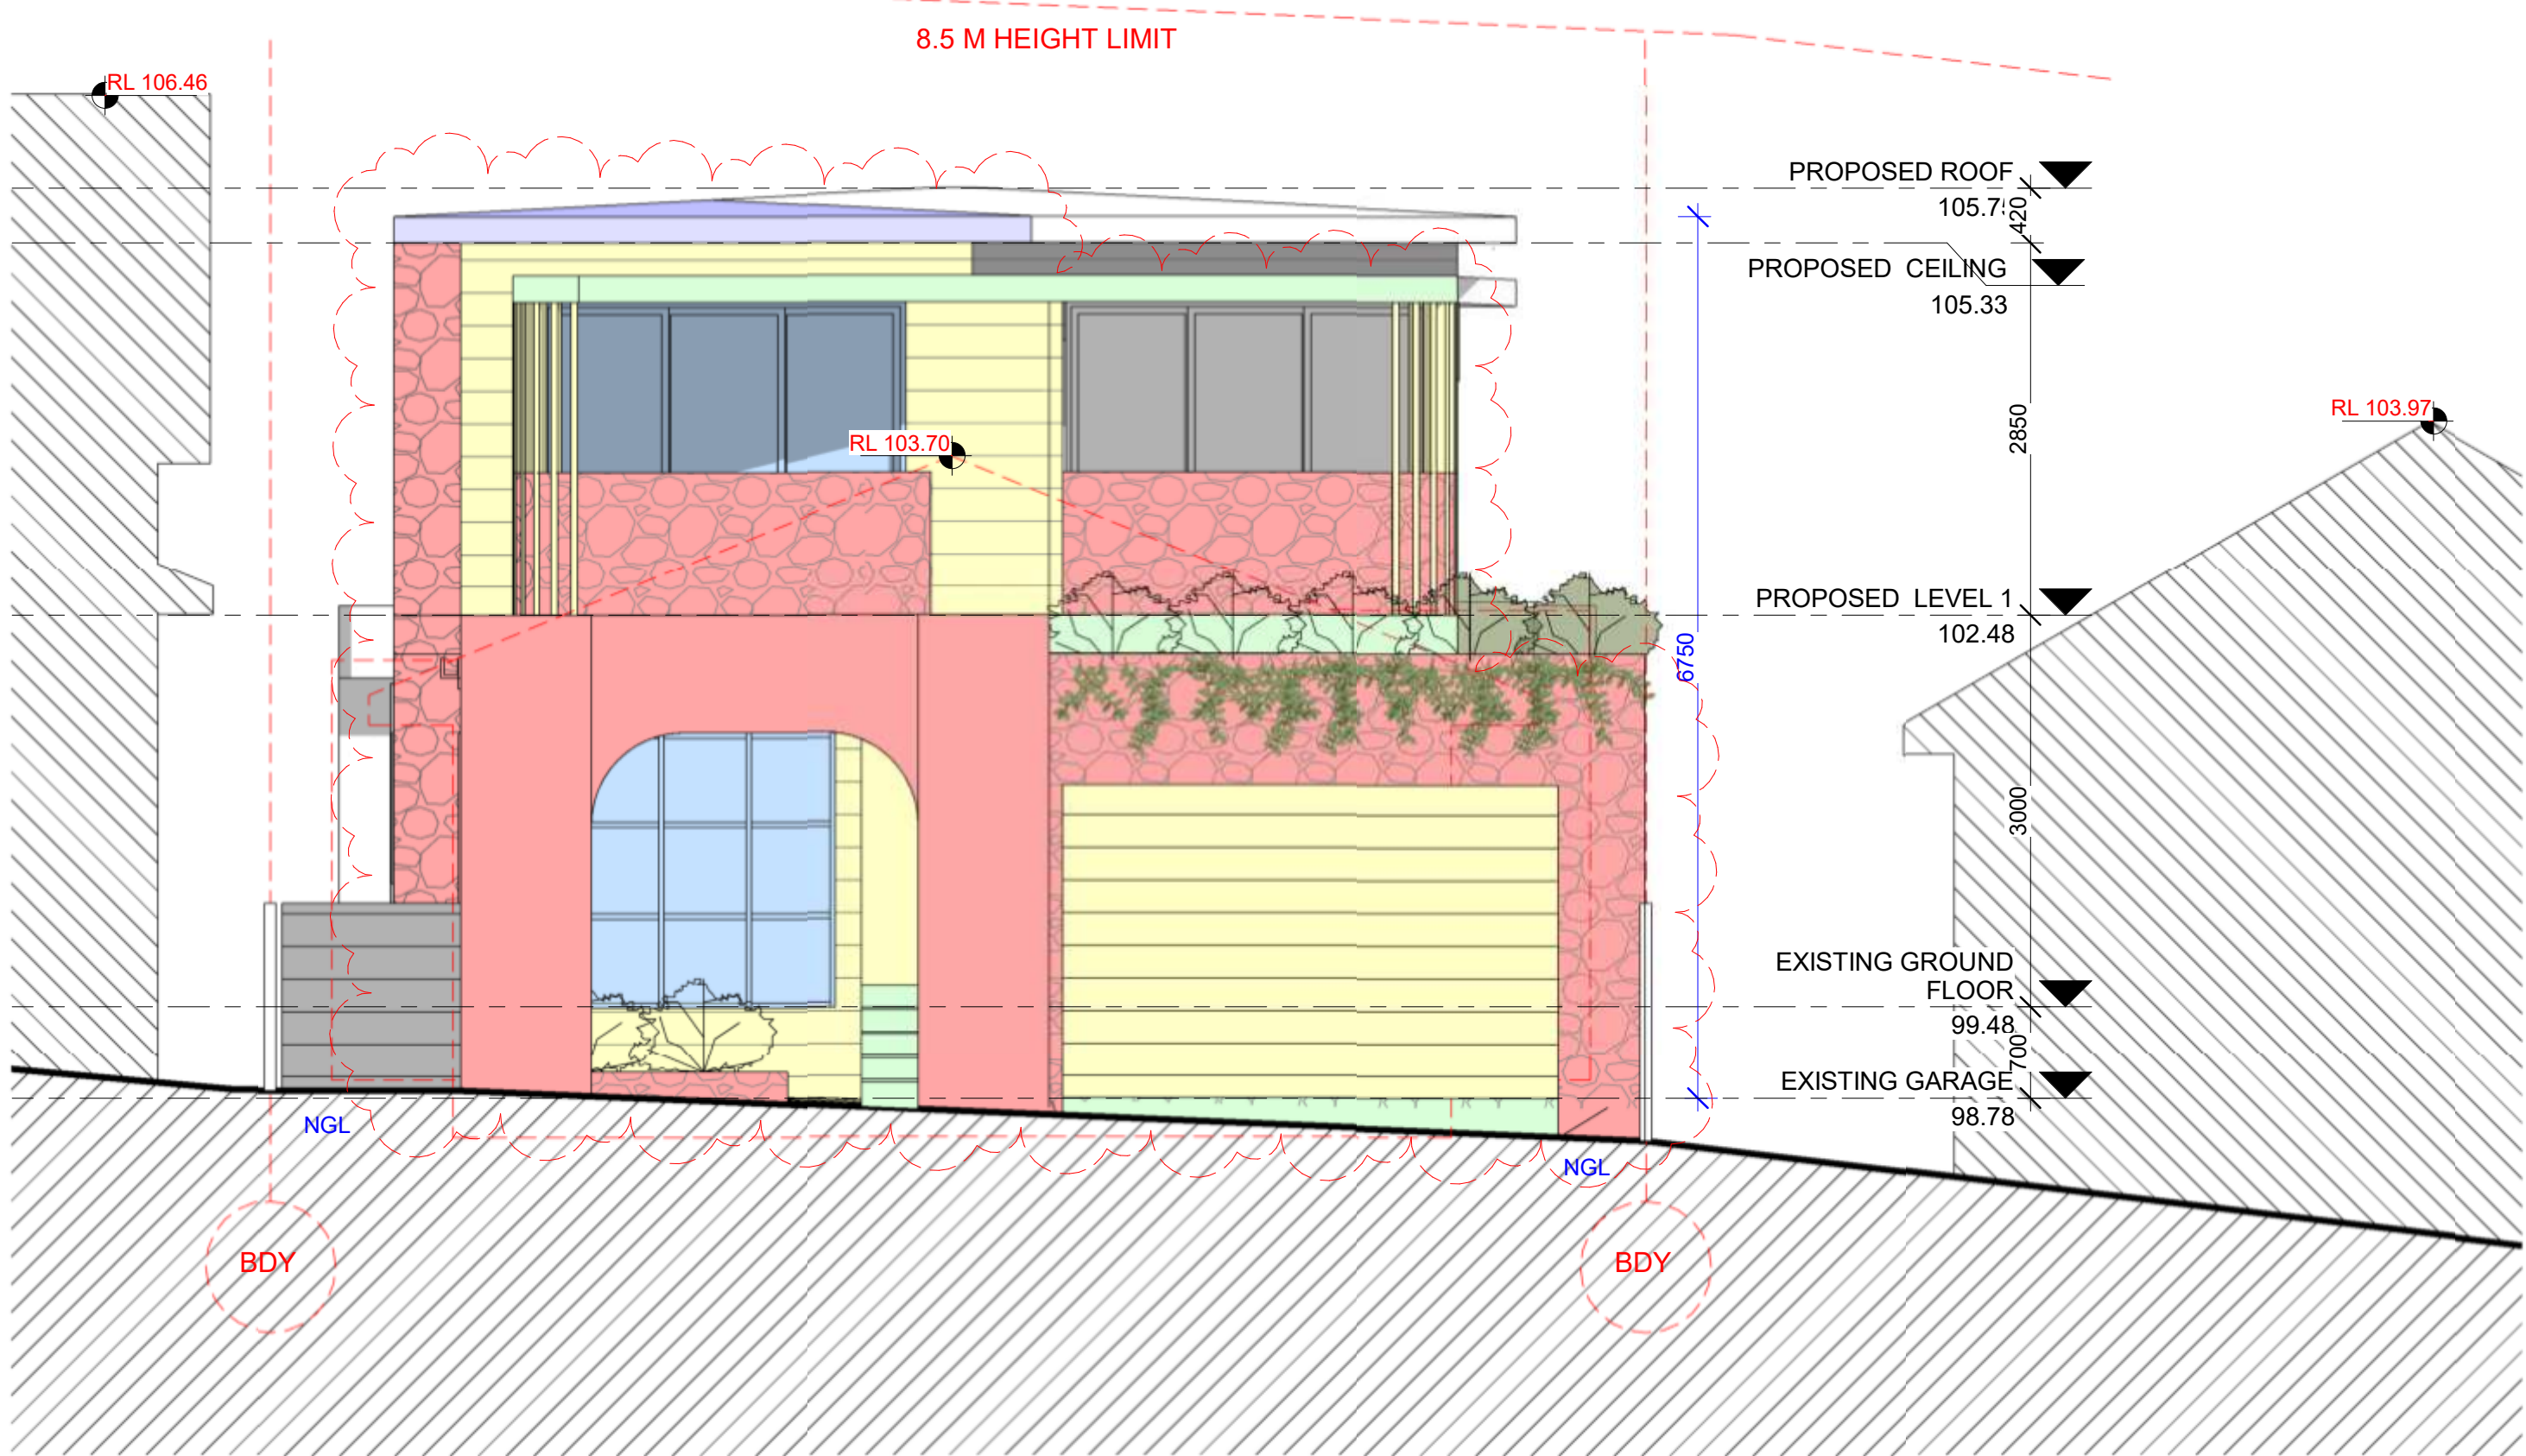 8.5 M HEIGHT LIMIT
RL 106.46
PROPOSED ROOF
105.7
420
PROPOSED CEILING
105.33
2850
RL 103.97
RL 103.70
PROPOSED LEVEL 1
102.48
6750
3000
EXISTING GROUND
FLOOR
99.48
700
EXISTING GARAGE
98.78
NGL
NGL
BDY
BDY